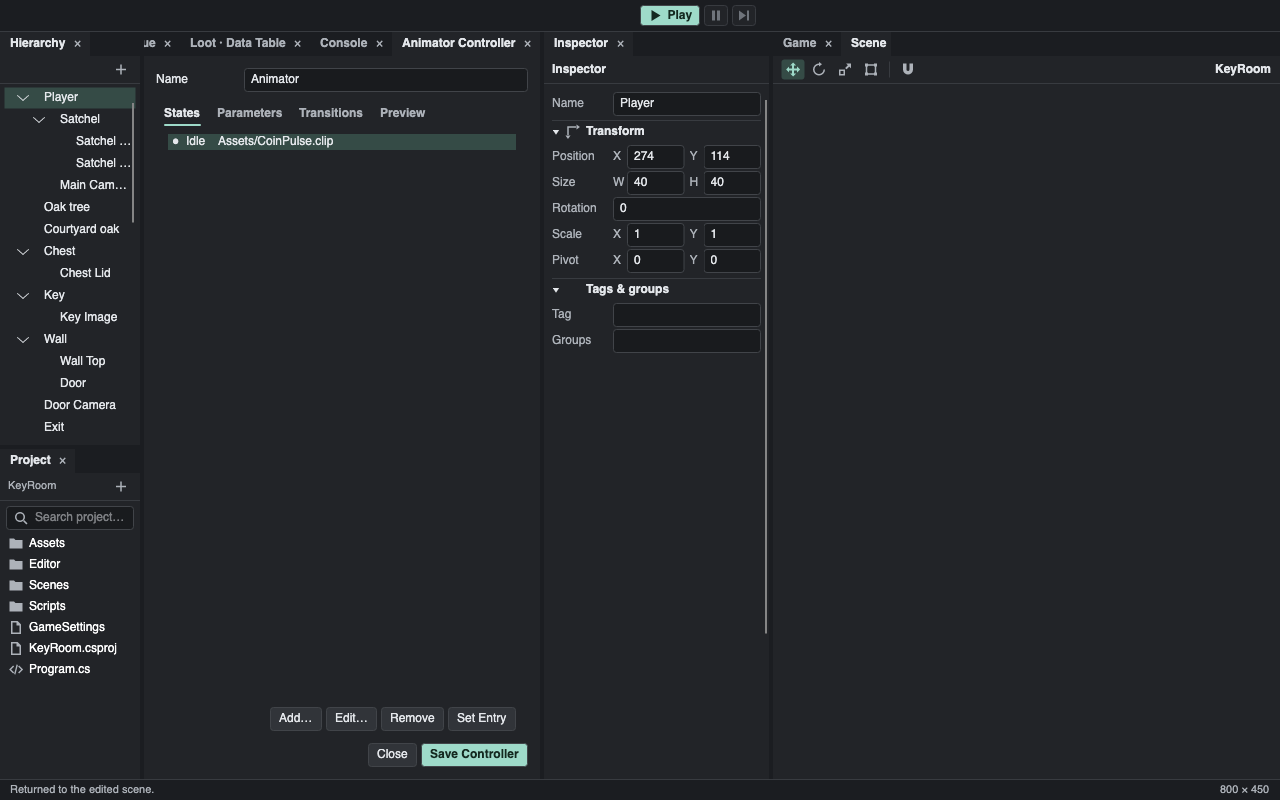 Play
Hierarchy
ue
Loot · Data Table
Console
Animator Controller
Inspector
Game
Scene
Name
Animator
Inspector
KeyRoom
Player
Satchel
Satchel ...
Satchel ...
Main Cam...
Oak tree
Courtyard oak
Chest
Chest Lid
Key
Key Image
Wall
Wall Top
Door
Door Camera
Exit
States
Parameters
Transitions
Preview
Idle Assets/CoinPulse.clip
Name Player
Transform
Position X 274 Y 114
Size W 40 H 40
Rotation 0
Scale X 1 Y 1
Pivot X 0 Y 0
Tags & groups
Tag
Groups
Project
KeyRoom
Search project...
Assets
Editor
Scenes
Scripts
GameSettings
KeyRoom.csproj
Program.cs
Add...
Edit...
Remove
Set Entry
Close
Save Controller
Returned to the edited scene.
800 × 450